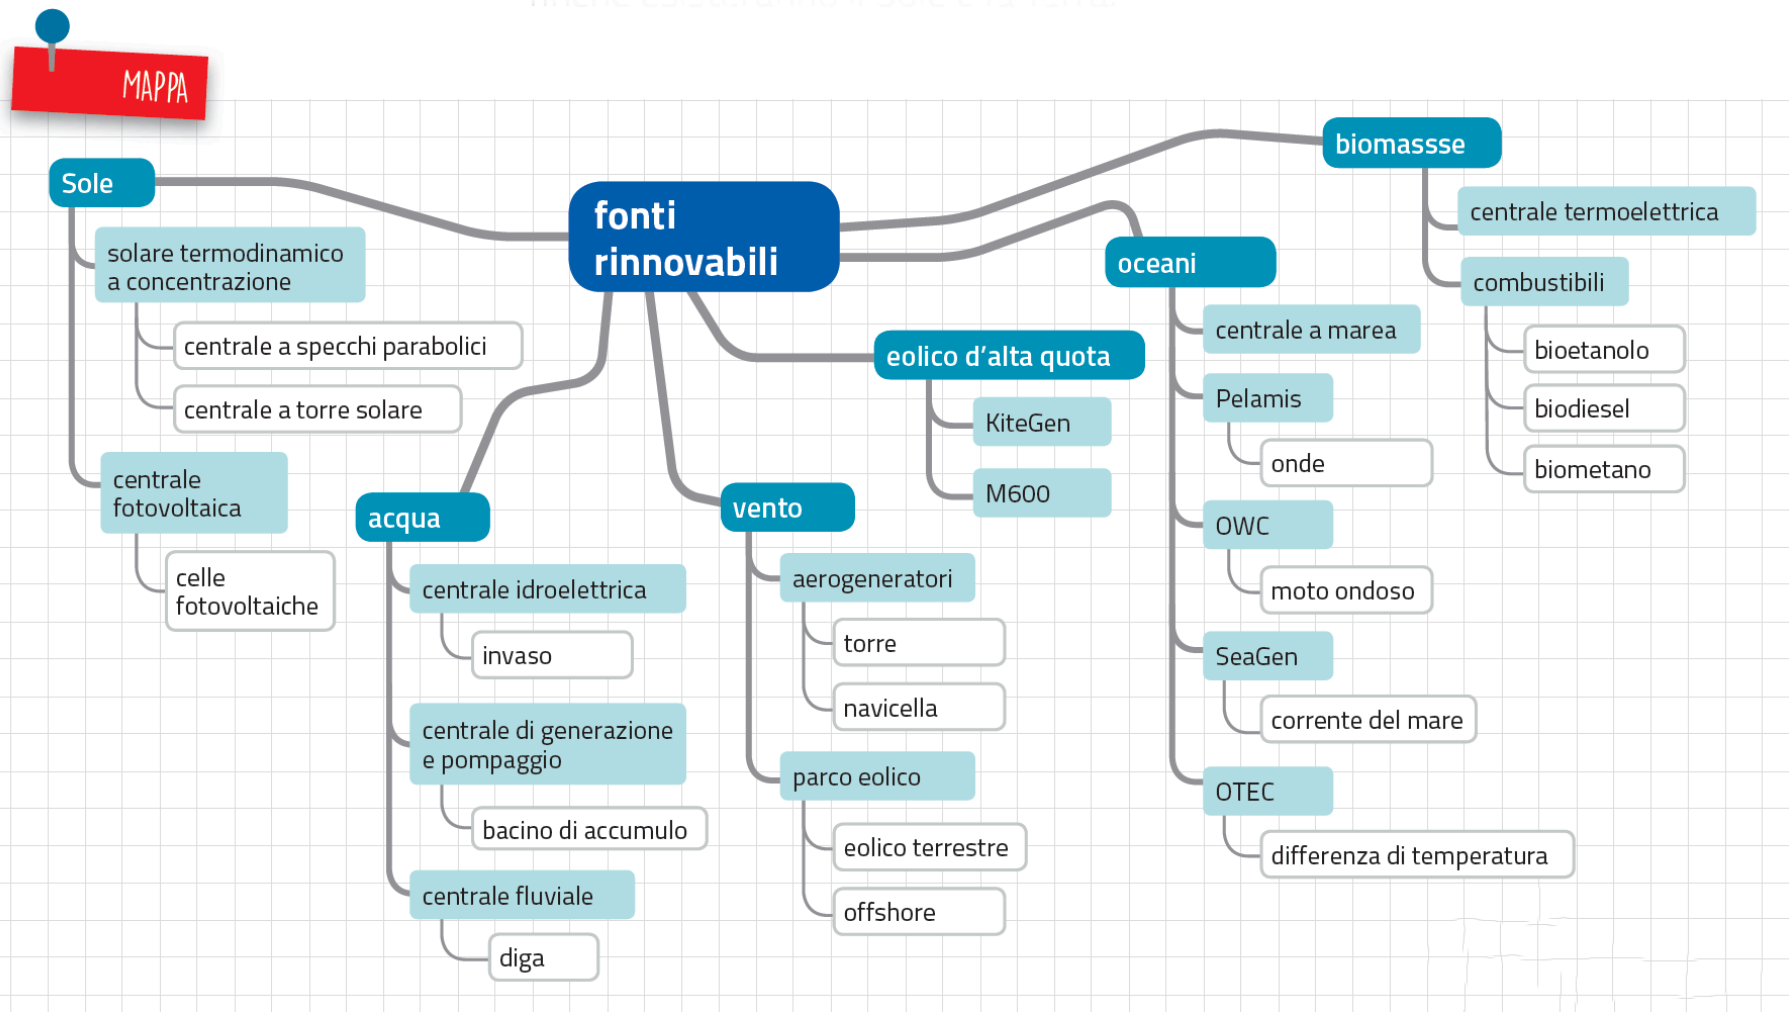 MAPPA
fonti
rinnovabili
Sole
solare termodinamico
a concentrazione
centrale a specchi parabolici
centrale a torre solare
centrale
fotovoltaica
celle
fotovoltaiche
acqua
centrale idroelettrica
invaso
centrale di generazione
e pompaggio
bacino di accumulo
centrale fluviale
diga
vento
aerogeneratori
torre
navicella
parco eolico
eolico terrestre
offshore
eolico d’alta quota
KiteGen
M600
oceani
centrale a marea
Pelamis
onde
OWC
moto ondoso
SeaGen
corrente del mare
OTEC
differenza di temperatura
biomassse
centrale termoelettrica
combustibili
bioetanolo
biodiesel
biometano